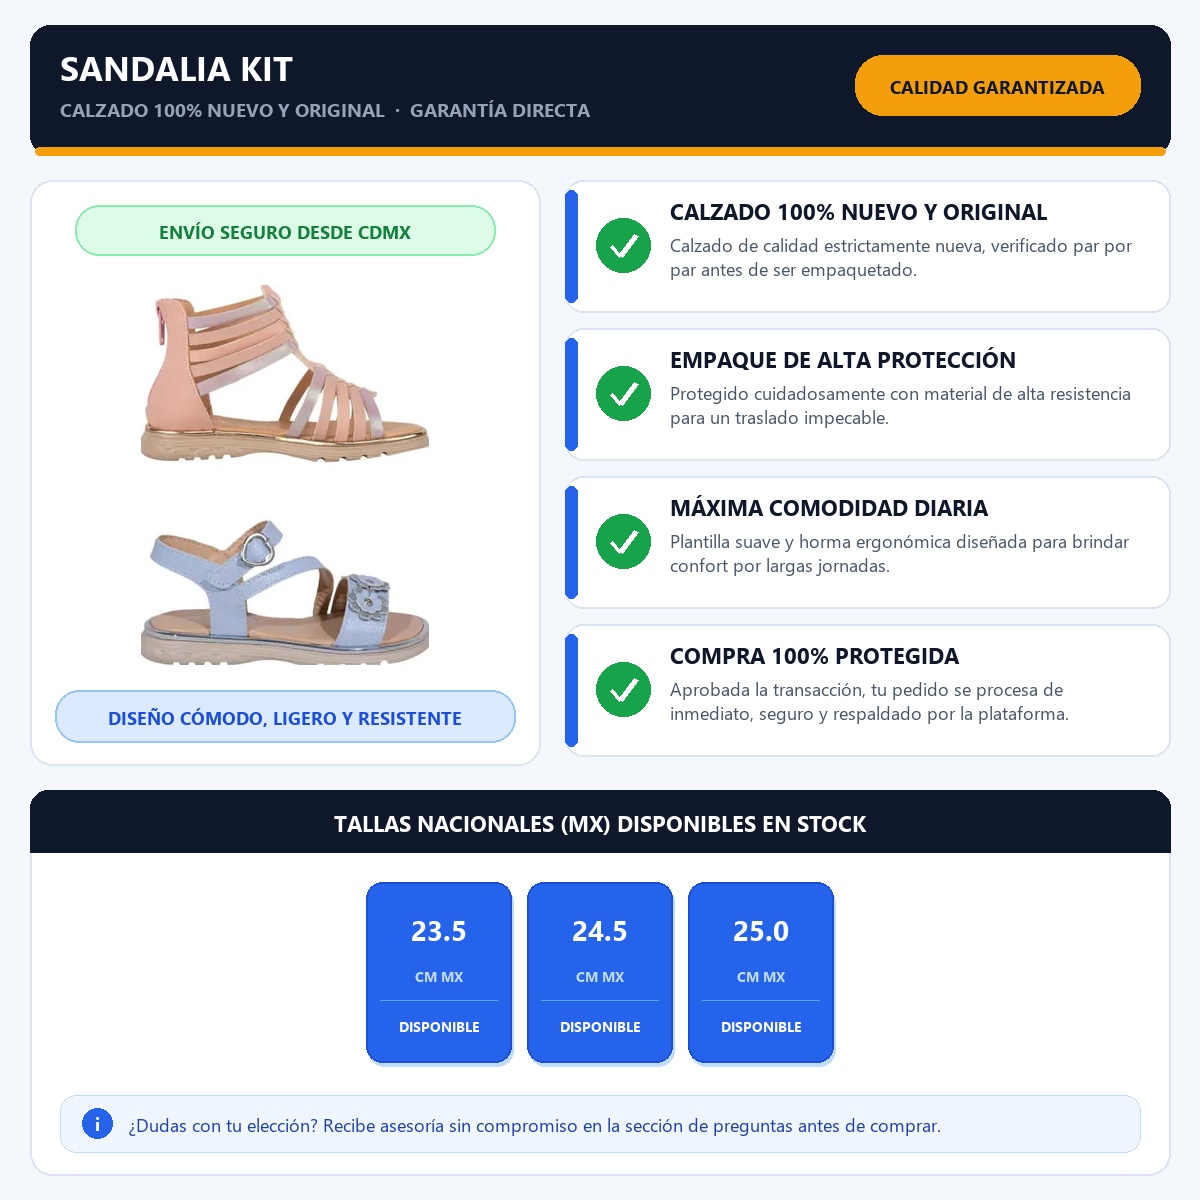 SANDALIA KIT
CALZADO 100% NUEVO Y ORIGINAL · GARANTÍA DIRECTA
CALIDAD GARANTIZADA
ENVÍO SEGURO DESDE CDMX
DISEÑO CÓMODO, LIGERO Y RESISTENTE
CALZADO 100% NUEVO Y ORIGINAL
Calzado de calidad estrictamente nueva, verificado par por
par antes de ser empaquetado.
EMPAQUE DE ALTA PROTECCIÓN
Protegido cuidadosamente con material de alta resistencia
para un traslado impecable.
MÁXIMA COMODIDAD DIARIA
Plantilla suave y horma ergonómica diseñada para brindar
confort por largas jornadas.
COMPRA 100% PROTEGIDA
Aprobada la transacción, tu pedido se procesa de
inmediato, seguro y respaldado por la plataforma.
TALLAS NACIONALES (MX) DISPONIBLES EN STOCK
23.5
CM MX
DISPONIBLE
24.5
CM MX
DISPONIBLE
25.0
CM MX
DISPONIBLE
i
¿Dudas con tu elección? Recibe asesoría sin compromiso en la sección de preguntas antes de comprar.